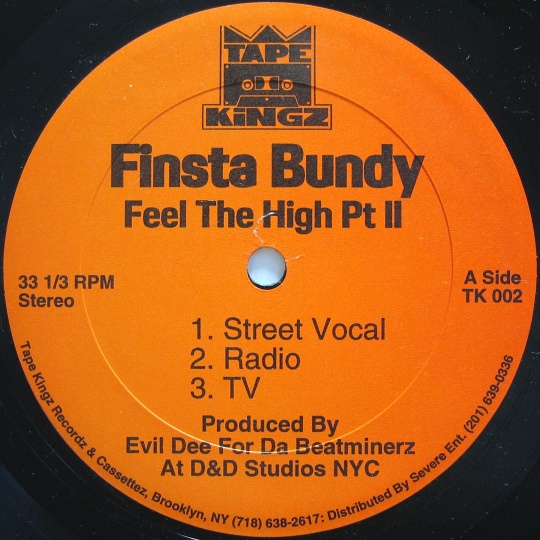 TAPE
KiNGZ
Finsta Bundy
Feel The High Pt II
33 1/3 RPM
Stereo
A Side
TK 002
1. Street Vocal
2. Radio
3. TV
Produced By
Evil Dee For Da Beatminerz
At D&D Studios NYC
Tape Kingz Recordz & Cassettez, Brooklyn, NY (718) 638-2617: Distributed By Severe Ent. (201) 639-0336